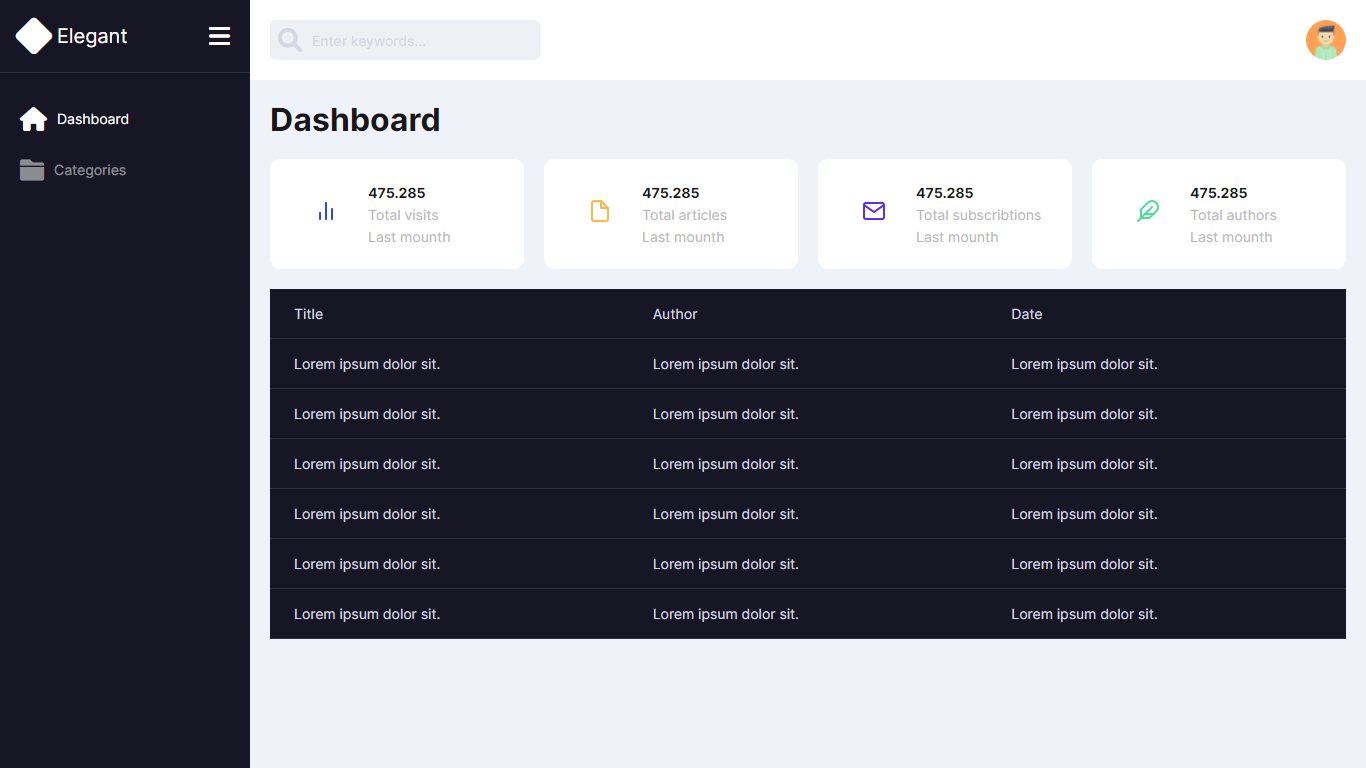 Elegant
Enter keywords...
Dashboard
Categories
Dashboard
475.285
Total visits
Last mounth
475.285
Total articles
Last mounth
475.285
Total subscribtions
Last mounth
475.285
Total authors
Last mounth
Title Author Date
Lorem ipsum dolor sit. Lorem ipsum dolor sit. Lorem ipsum dolor sit.
Lorem ipsum dolor sit. Lorem ipsum dolor sit. Lorem ipsum dolor sit.
Lorem ipsum dolor sit. Lorem ipsum dolor sit. Lorem ipsum dolor sit.
Lorem ipsum dolor sit. Lorem ipsum dolor sit. Lorem ipsum dolor sit.
Lorem ipsum dolor sit. Lorem ipsum dolor sit. Lorem ipsum dolor sit.
Lorem ipsum dolor sit. Lorem ipsum dolor sit. Lorem ipsum dolor sit.